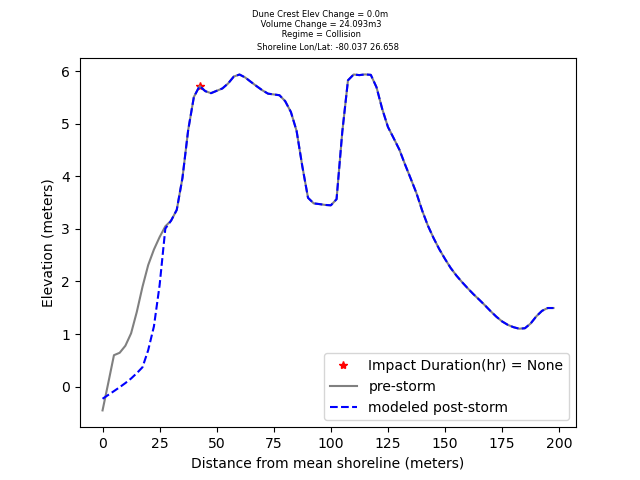 Dune Crest Elev Change = 0.0m
Volume Change = 24.093m3
Regime = Collision
Shoreline Lon/Lat: -80.037 26.658
6
5
4
3
2
1
0
Elevation (meters)
Impact Duration(hr) = None
pre-storm
modeled post-storm
0 25 50 75 100 125 150 175 200
Distance from mean shoreline (meters)